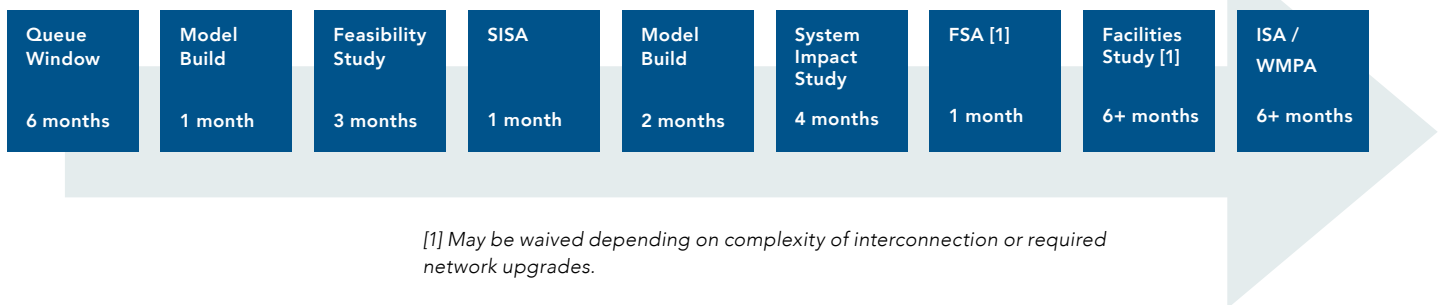 Queue
Window
6 months
Model
Build
1 month
Feasibility
Study
3 months
SISA
1 month
Model
Build
2 months
System
Impact
Study
4 months
FSA [1]
1 month
Facilities
Study [1]
6+ months
ISA /
WMPA
6+ months
[1] May be waived depending on complexity of interconnection or required
network upgrades.